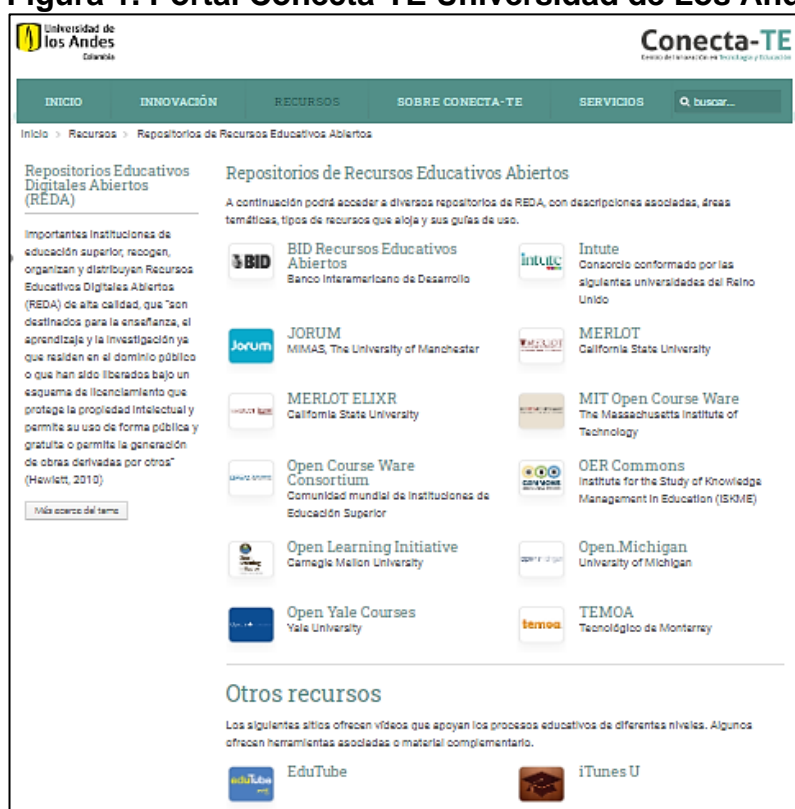 Figura 1. Portal Conecta-TE Universidad de Los And
Universidad de
los Andes
Colombia
Conecta-TE
Centro de Innovación en Tecnología y Educación
INICIO INNOVACIÓN RECURSOS SOBRE CONECTA-TE SERVICIOS buscar...
Inicio > Recursos > Repositorios de Recursos Educativos Abiertos
Repositorios Educativos
Digitales Abiertos
(REDA)
Importantes instituciones de
educación superior, recogen,
organizan y distribuyen Recursos
Educativos Digitales Abiertos
(REDA) de alta calidad, que "son
destinados para la enseñanza, el
aprendizaje y la investigación ya
que residen en el dominio público
o que han sido liberados bajo un
esquema de licenciamiento que
protege la propiedad intelectual y
permite su uso de forma pública y
gratuita o permite la generación
de obras derivadas por otros"
(Hewlett, 2010)
Más acerca del tema
Repositorios de Recursos Educativos Abiertos
A continuación podrá acceder a diversos repositorios de REDA, con descripciones asociadas, áreas
temáticas, tipos de recursos que aloja y sus guías de uso.
BID
BID Recursos Educativos
Abiertos
Banco Interamericano de Desarrollo
intute
Intute
Consorcio conformado por las
siguientes universidades del Reino
Unido
Jorum
JORUM
MIMAS, The University of Manchester
MERLOT
MERLOT
California State University
MERLOT ELIXR
California State University
MIT Open Course Ware
The Massachusetts Institute of
Technology
Open Course Ware
Consortium
Comunidad mundial de Instituciones de
Educación Superior
COMMONS
OER Commons
Institute for the Study of Knowledge
Management in Education (ISKME)
Open Learning Initiative
Carnegie Mellon University
Open.Michigan
University of Michigan
Open Yale Courses
Yale University
temoa
TEMOA
Tecnológico de Monterrey
Otros recursos
Los siguientes sitios ofrecen vídeos que apoyan los procesos educativos de diferentes niveles. Algunos
ofrecen herramientas asociadas o material complementario.
eduTube
EduTube
iTunes U